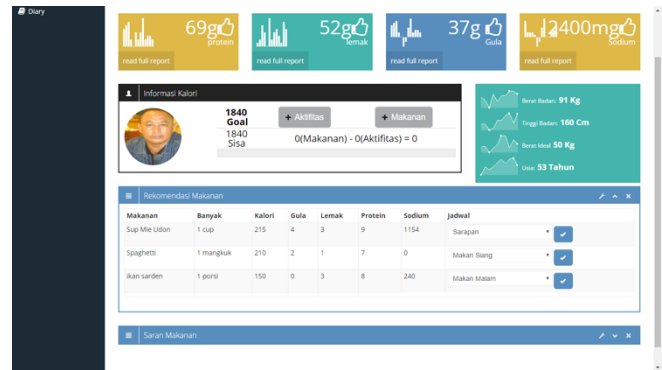 Diary
69g
protein
read full report
52g
lemak
read full report
37g
Gula
read full report
2400mg
Sodium
read full report
Informasi Kalori
1840
Goal
+ Aktifitas
+ Makanan
1840
Sisa
0(Makanan) - 0(Aktifitas) = 0
Berat Badan: 91 Kg
Tinggi Badan: 160 Cm
Berat Ideal 50 Kg
Usia: 53 Tahun
Rekomendasi Makanan
Makanan Banyak Kalori Gula Lemak Protein Sodium Jadwal
Sup Mie Udon 1 cup 215 4 3 9 1154 Sarapan
Spaghetti 1 mangkuk 210 2 1 7 0 Makan Siang
ikan sarden 1 porsi 150 0 3 8 240 Makan Malam
Saran Makanan